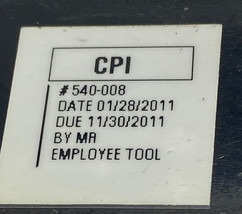 CPI
# 540-008
DATE 01/28/2011
DUE 11/30/2011
BY MR
EMPLOYEE TOOL